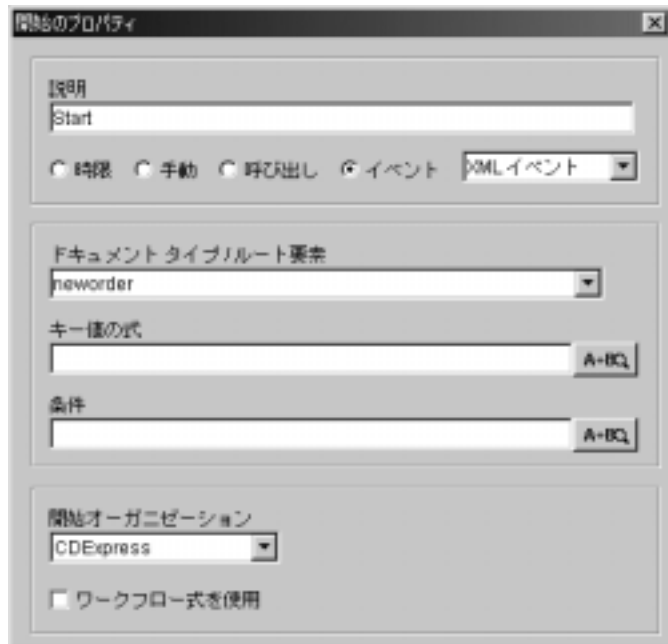 開始のプロパティ
説明
Start
時限 手動 呼び出し イベント XMLイベント
ドキュメント タイプ/ルート要素
neworder
キー値の式
A+B
条件
A+B
開始オーガニゼーション
CDExpress
ワークフロー式を使用